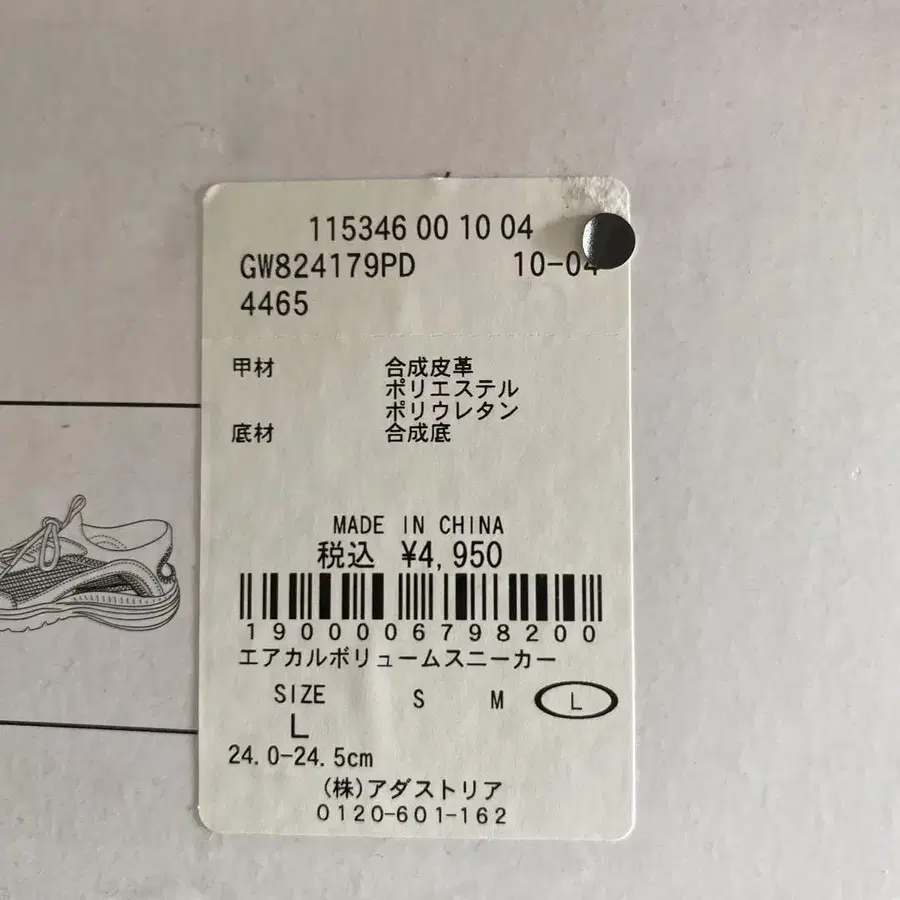 115346 00 10 04
GW824179PD 10-04
4465
甲材 合成皮革
ポリエステル
ポリウレタン
底材 合成底
MADE IN CHINA
税込 ¥4,950
1900006798200
エアカルボリュームスニーカー
SIZE S M L
L
24.0-24.5cm
(株)アダストリア
0120-601-162